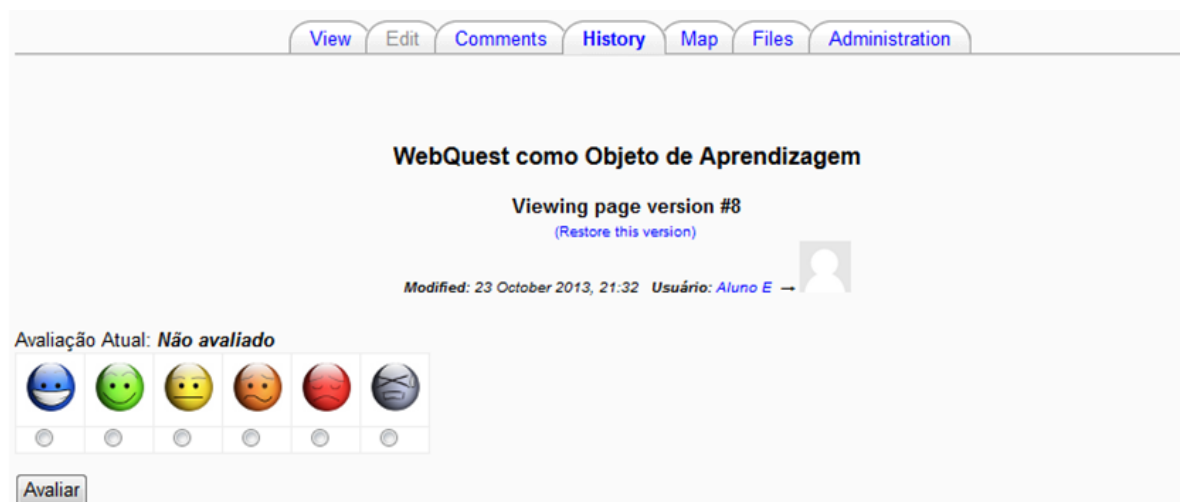 View Edit Comments History Map Files Administration
WebQuest como Objeto de Aprendizagem
Viewing page version #8
(Restore this version)
Modified: 23 October 2013, 21:32 Usuário: Aluno E →
Avaliação Atual: Não avaliado
Avaliar